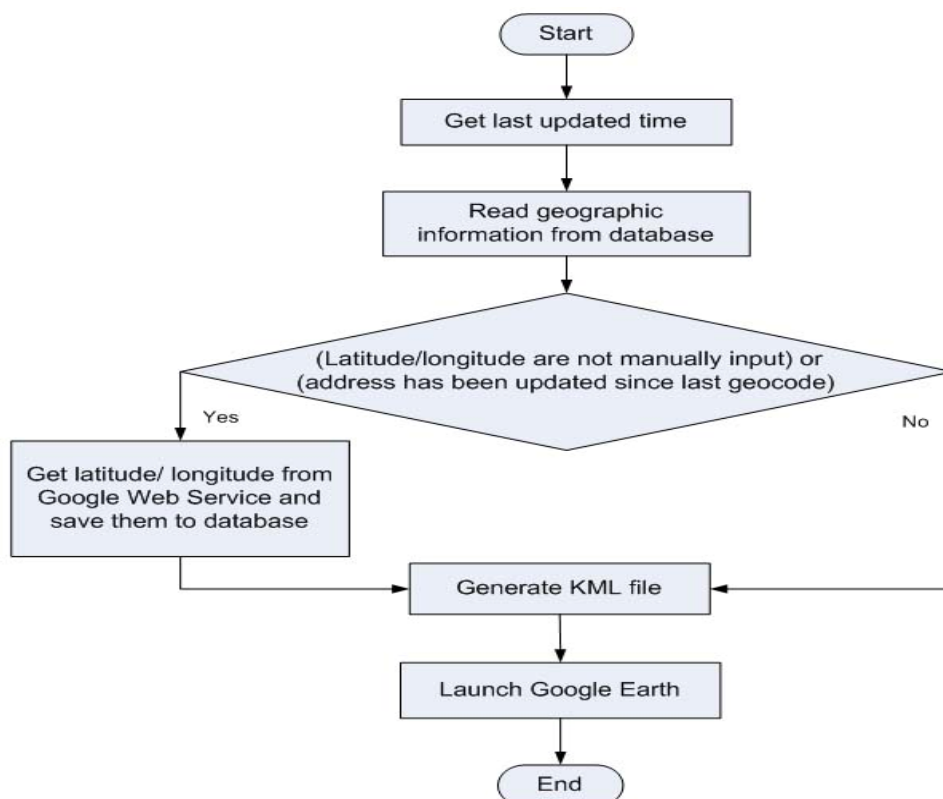 Start
Get last updated time
Read geographic
information from database
(Latitude/longitude are not manually input) or
(address has been updated since last geocode)
Yes
No
Get latitude/ longitude from
Google Web Service and
save them to database
Generate KML file
Launch Google Earth
End